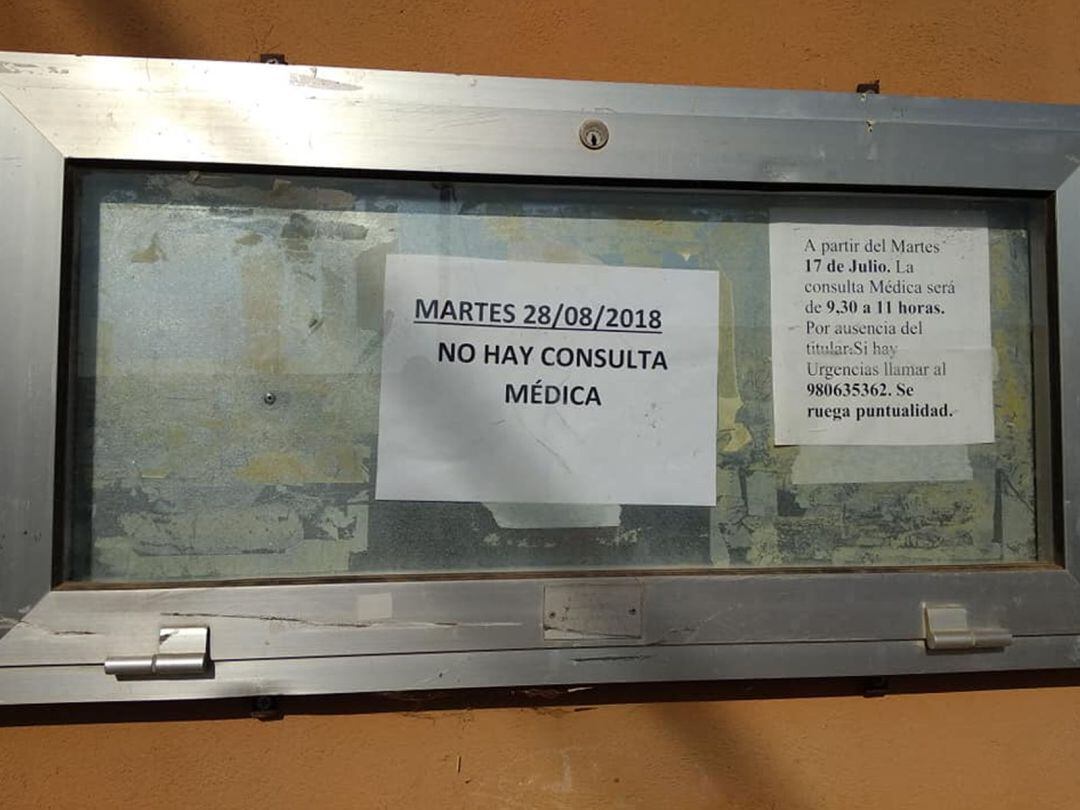 MARTES 28/08/2018
NO HAY CONSULTA
MÉDICA
A partir del Martes
17 de Julio. La
consulta Médica será
de 9,30 a 11 horas.
Por ausencia del
titular.Si hay
Urgencias llamar al
980635362. Se
ruega puntualidad.